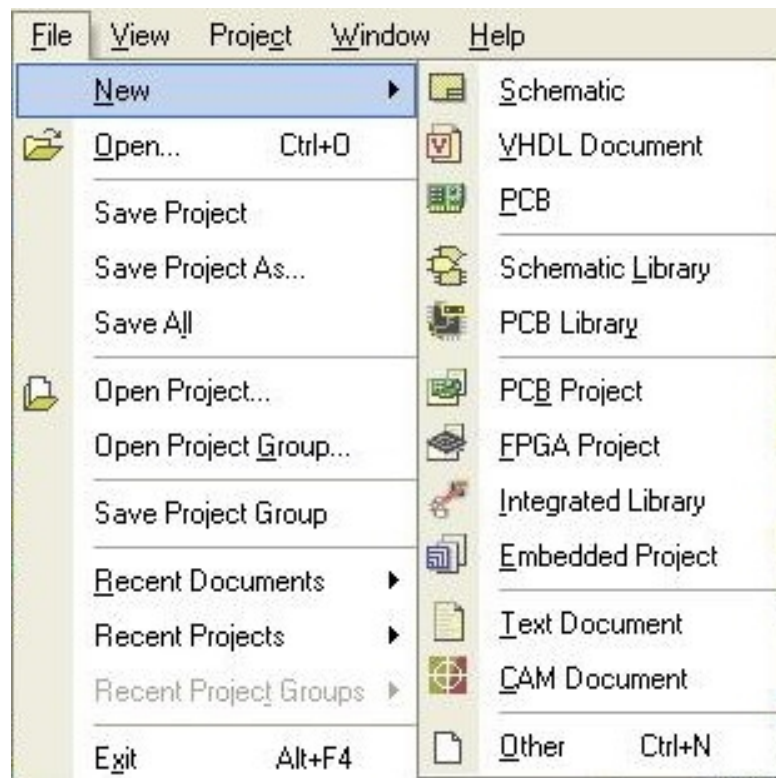 File View Project Window Help
New
Open... Ctrl+O
Save Project
Save Project As...
Save All
Open Project...
Open Project Group...
Save Project Group
Recent Documents
Recent Projects
Recent Project Groups
Exit Alt+F4
Schematic
VHDL Document
PCB
Schematic Library
PCB Library
PCB Project
FPGA Project
Integrated Library
Embedded Project
Text Document
CAM Document
Other Ctrl+N